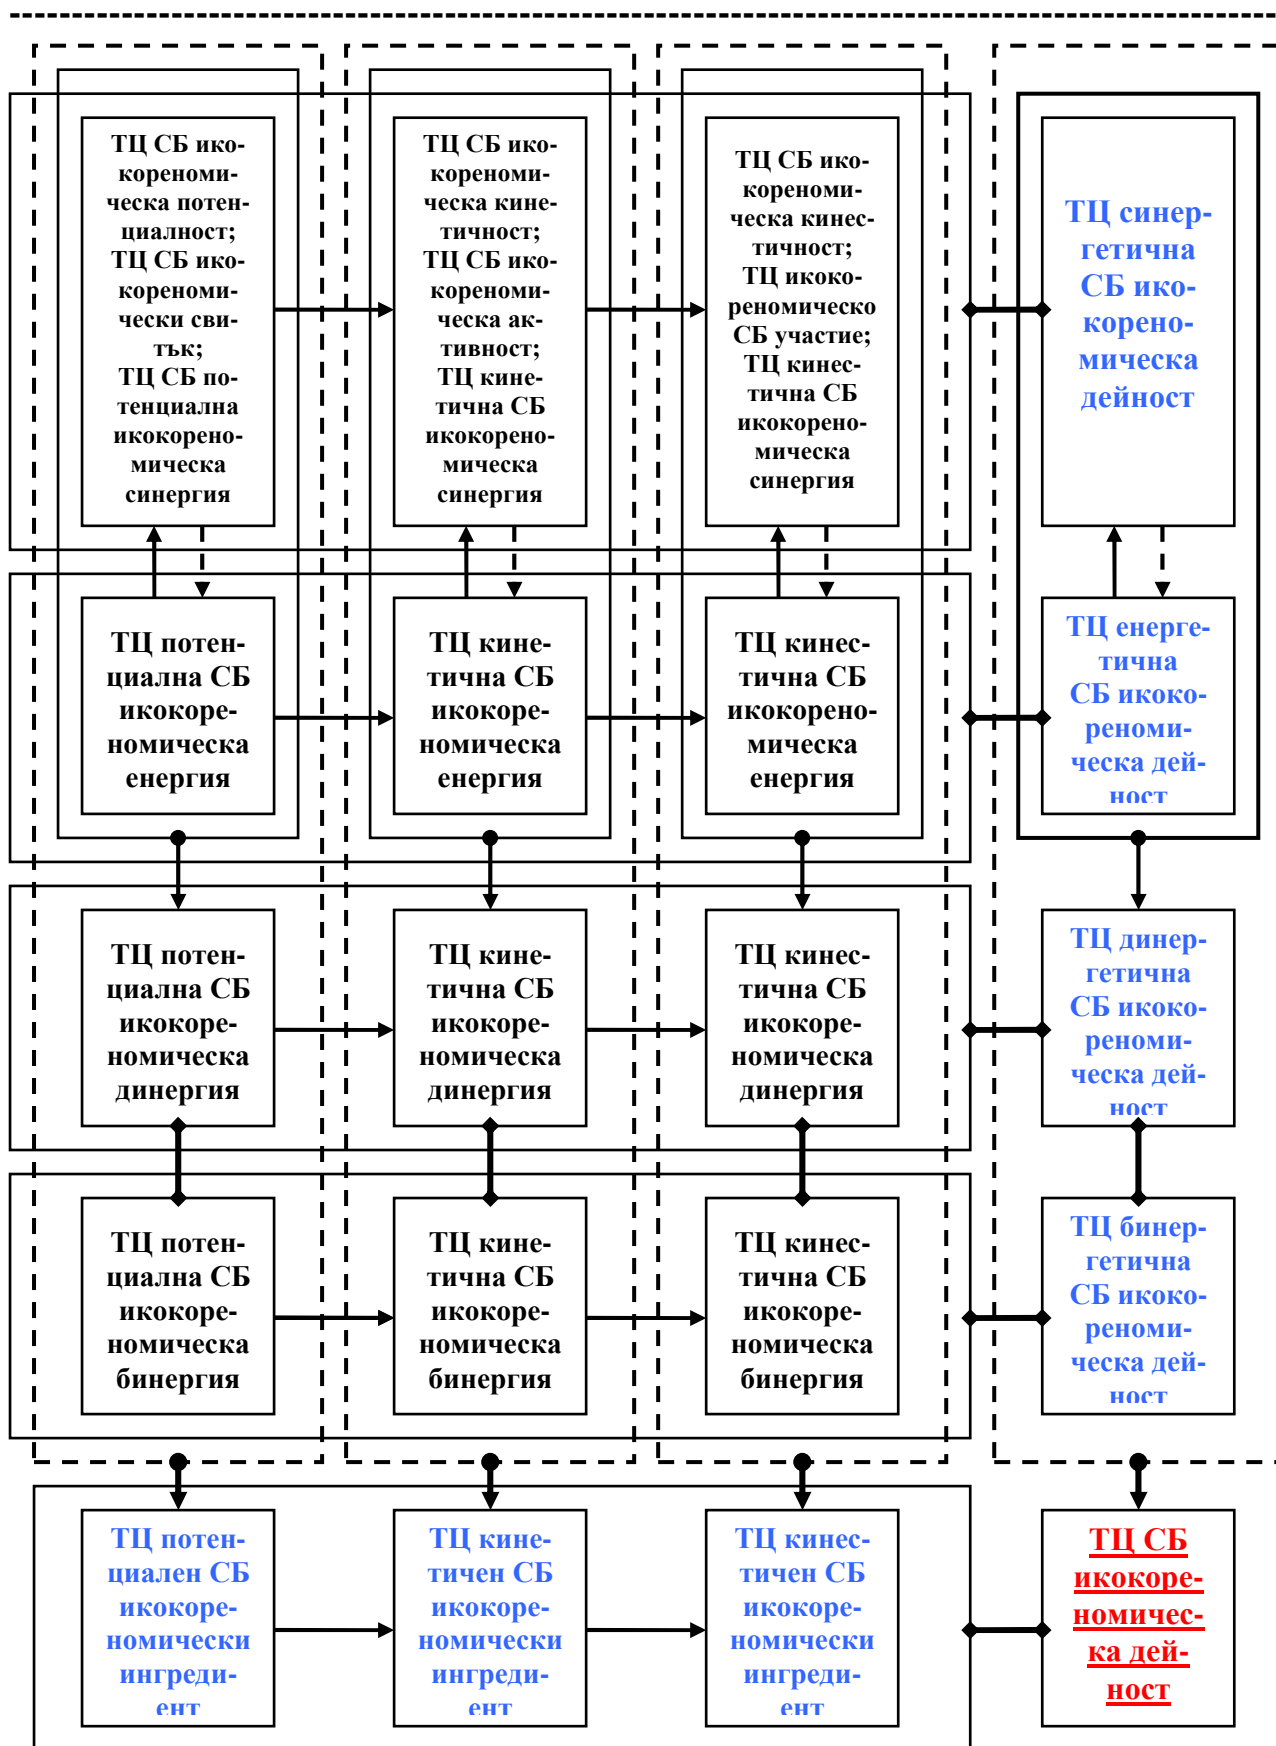 ТЦ СБ ико-
кореноми-
ческа потен-
циалност;
ТЦ СБ ико-
кореноми-
чески сви-
тък;
ТЦ СБ по-
тенциална
икокорено-
мическа
синергия
ТЦ СБ ико-
кореноми-
ческа кине-
тичност;
ТЦ СБ ико-
кореноми-
ческа ак-
тивност;
ТЦ кине-
тична СБ
икокорено-
мическа
синергия
ТЦ СБ ико-
кореноми-
ческа кинес-
тичност;
ТЦ икоко-
реномическо
СБ участие;
ТЦ кинес-
тична СБ
икокорено-
мическа
синергия
ТЦ синер-
гетична
СБ ико-
корено-
мическа
дейност
ТЦ потен-
циална СБ
икокоре-
номическа
енергия
ТЦ кине-
тична СБ
икокоре-
номическа
енергия
ТЦ кинес-
тична СБ
икокорено-
мическа
енергия
ТЦ енерге-
тична
СБ икоко-
реноми-
ческа дей-
ност
ТЦ потен-
циална СБ
икокоре-
номическа
динергия
ТЦ кине-
тична СБ
икокоре-
номическа
динергия
ТЦ кинес-
тична СБ
икокоре-
номическа
динергия
ТЦ динер-
гетична
СБ икоко-
реноми-
ческа дей-
ност
ТЦ потен-
циална СБ
икокоре-
номическа
бинергия
ТЦ кине-
тична СБ
икокоре-
номическа
бинергия
ТЦ кинес-
тична СБ
икокоре-
номическа
бинергия
ТЦ бинер-
гетична
СБ икоко-
реноми-
ческа дей-
ност
ТЦ потен-
циален СБ
икокоре-
номически
ингреди-
ент
ТЦ кине-
тичен СБ
икокоре-
номически
ингреди-
ент
ТЦ кинес-
тичен СБ
икокоре-
номически
ингреди-
ент
ТЦ СБ
икокоре-
номичес-
ка дей-
ност